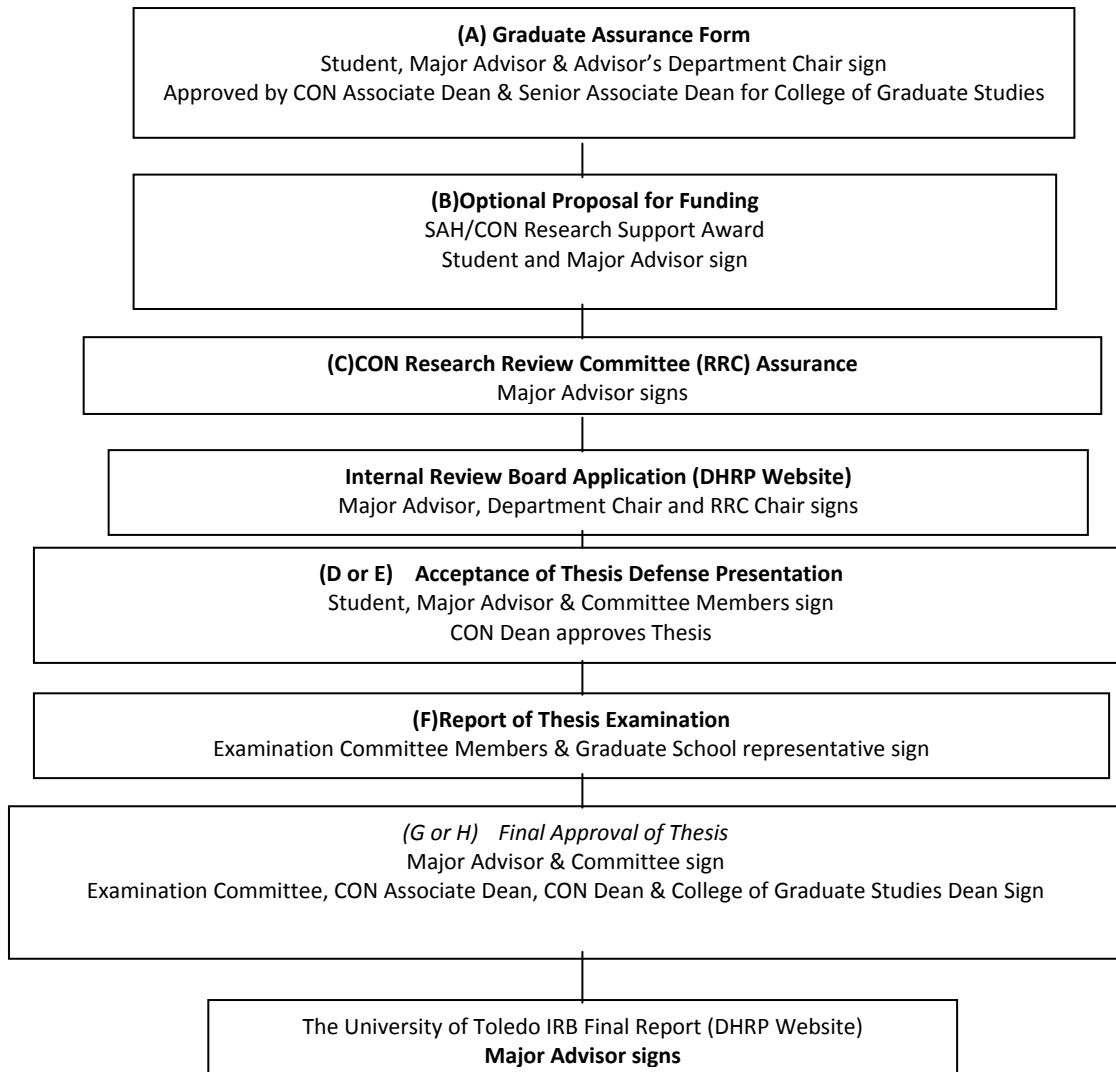 (A) Graduate Assurance Form
Student, Major Advisor & Advisor’s Department Chair sign
Approved by CON Associate Dean & Senior Associate Dean for College of Graduate Studies
(B)Optional Proposal for Funding
SAH/CON Research Support Award
Student and Major Advisor sign
(C)CON Research Review Committee (RRC) Assurance
Major Advisor signs
Internal Review Board Application (DHRP Website)
Major Advisor, Department Chair and RRC Chair signs
(D or E) Acceptance of Thesis Defense Presentation
Student, Major Advisor & Committee Members sign
CON Dean approves Thesis
(F)Report of Thesis Examination
Examination Committee Members & Graduate School representative sign
(G or H) Final Approval of Thesis
Major Advisor & Committee sign
Examination Committee, CON Associate Dean, CON Dean & College of Graduate Studies Dean Sign
The University of Toledo IRB Final Report (DHRP Website)
Major Advisor signs